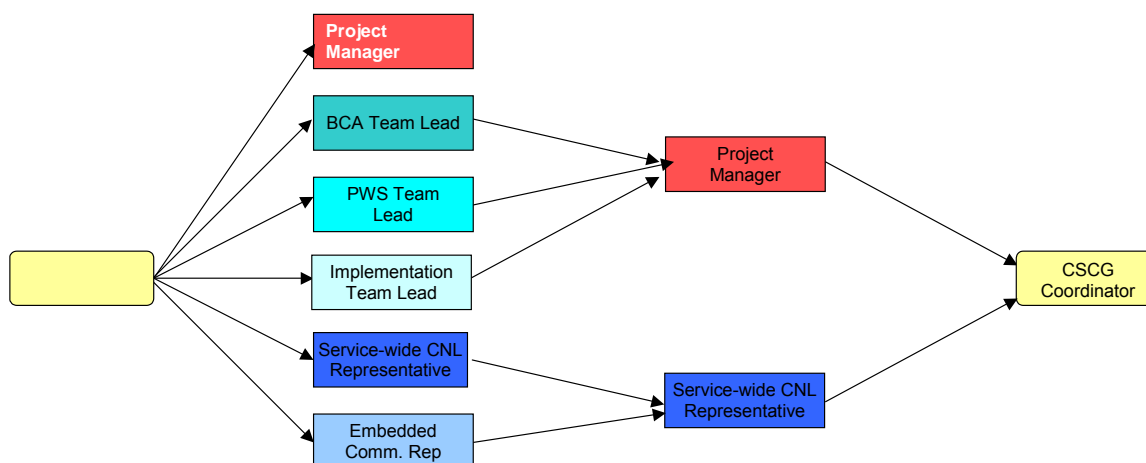 Project
Manager
BCA Team Lead
PWS Team
Lead
Implementation
Team Lead
Service-wide CNL
Representative
Embedded
Comm. Rep
Project
Manager
Service-wide CNL
Representative
CSCG
Coordinator